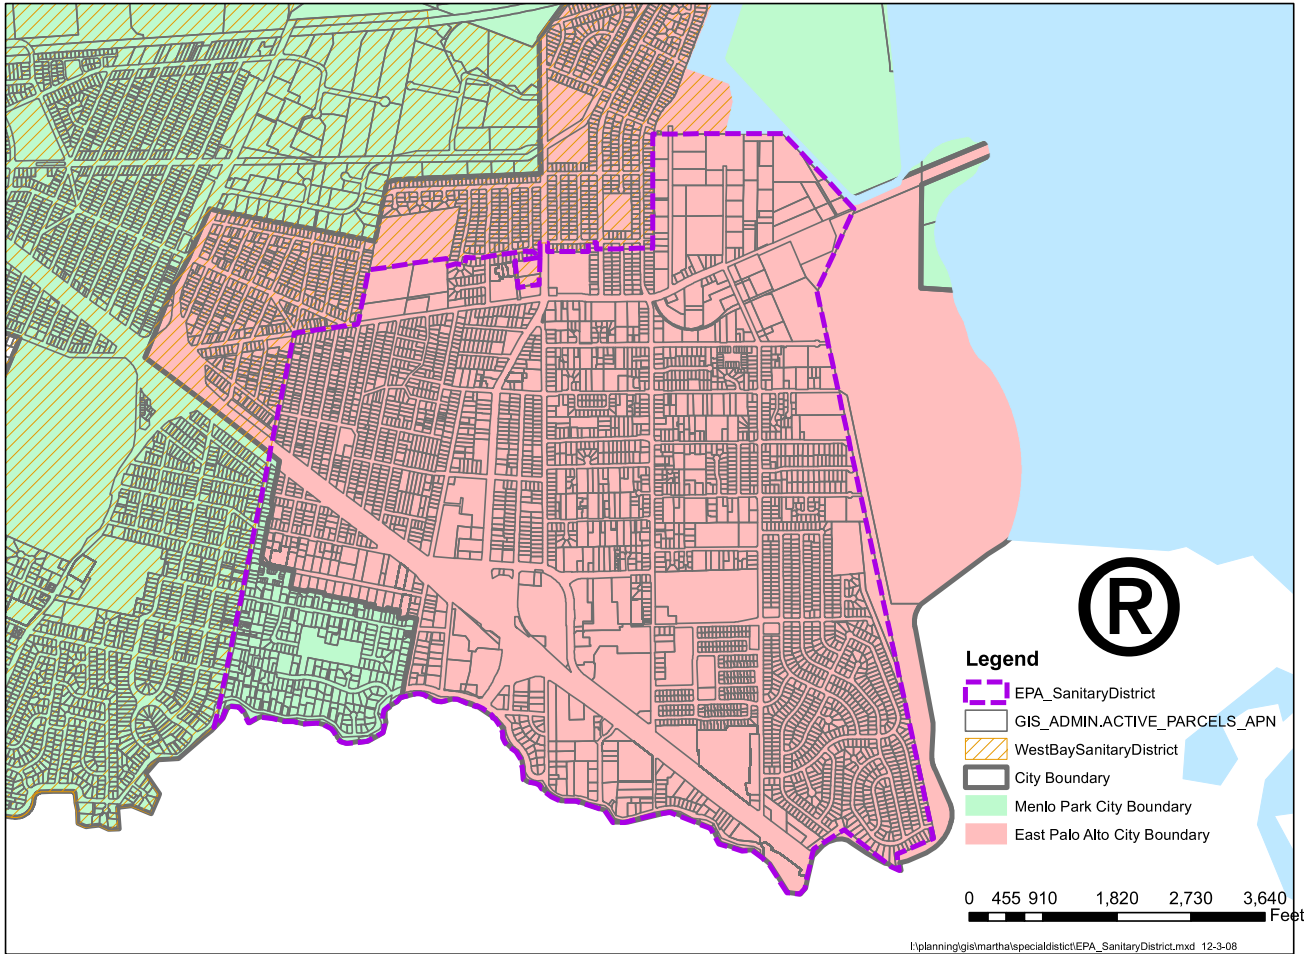 ®
Legend
EPA_SanitaryDistrict
GIS_ADMIN.ACTIVE_PARCELS_APN
WestBaySanitaryDistrict
City Boundary
Menlo Park City Boundary
East Palo Alto City Boundary
0 455 910 1,820 2,730 3,640
Feet
I:\planning\gis\martha\specialdistict\EPA_SanitaryDistrict.mxd 12-3-08